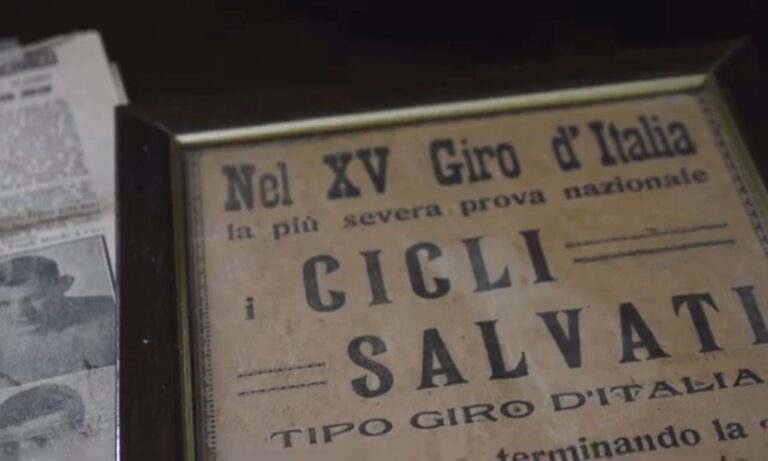 Nel XV Giro d'Italia
la più severa prova nazionale
i CICLI
SALVATI
TIPO GIRO D'ITALIA
terminando la